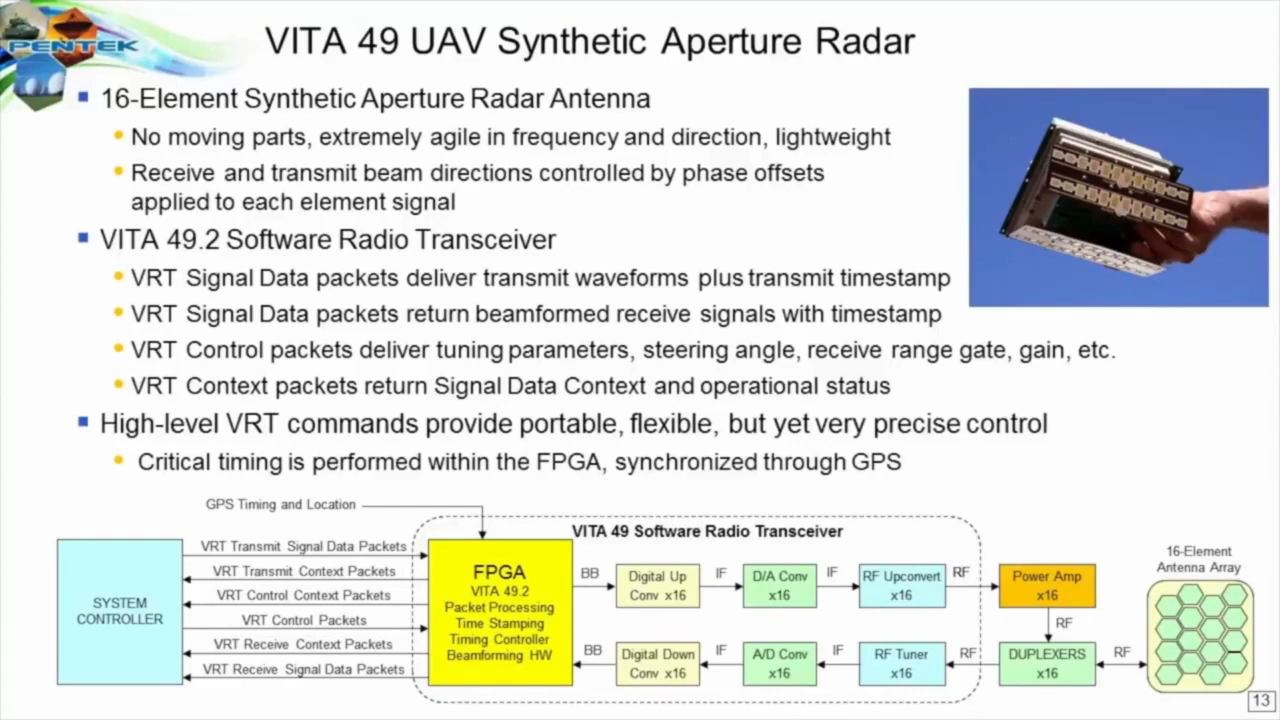 PENTEK
VITA 49 UAV Synthetic Aperture Radar
16-Element Synthetic Aperture Radar Antenna
No moving parts, extremely agile in frequency and direction, lightweight
Receive and transmit beam directions controlled by phase offsets
applied to each element signal
VITA 49.2 Software Radio Transceiver
VRT Signal Data packets deliver transmit waveforms plus transmit timestamp
VRT Signal Data packets return beamformed receive signals with timestamp
VRT Control packets deliver tuning parameters, steering angle, receive range gate, gain, etc.
VRT Context packets return Signal Data Context and operational status
High-level VRT commands provide portable, flexible, but yet very precise control
Critical timing is performed within the FPGA, synchronized through GPS
GPS Timing and Location
VITA 49 Software Radio Transceiver
SYSTEM
CONTROLLER
VRT Transmit Signal Data Packets
VRT Transmit Context Packets
VRT Control Context Packets
VRT Control Packets
VRT Receive Context Packets
VRT Receive Signal Data Packets
FPGA
VITA 49.2
Packet Processing
Time Stamping
Timing Controller
Beamforming HW
BB
Digital Up
Conv x16
IF
D/A Conv
x16
IF
RF Upconvert
x16
RF
Power Amp
x16
RF
BB
Digital Down
Conv x16
IF
A/D Conv
x16
IF
RF Tuner
x16
RF
DUPLEXERS
x16
RF
16-Element
Antenna Array
13